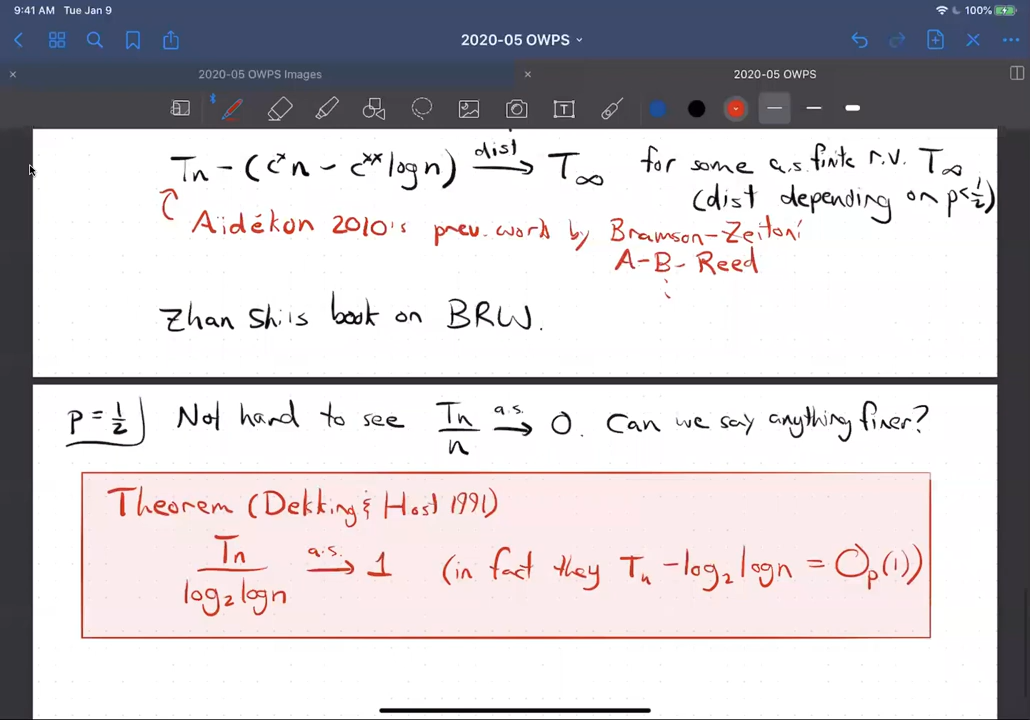 9:41 AM Tue Jan 9
100%
2020-05 OWPS
2020-05 OWPS Images
2020-05 OWPS
Tn - (c*n - c** log n) dist→ T∞ for some a.s. finite r.v. T∞
(dist depending on p<1/2)
Aïdékon 2010's prev. work by Bramson-Zeitoni
A-B-Reed
Zhan Shi's book on BRW.
p = 1/2 Not hard to see Tn/n a.s.→ 0. Can we say anything finer?
Theorem (Dekking & Host 1991)
Tn/log₂ log n a.s.→ 1 (in fact they Tn - log₂ log n = Op(1))